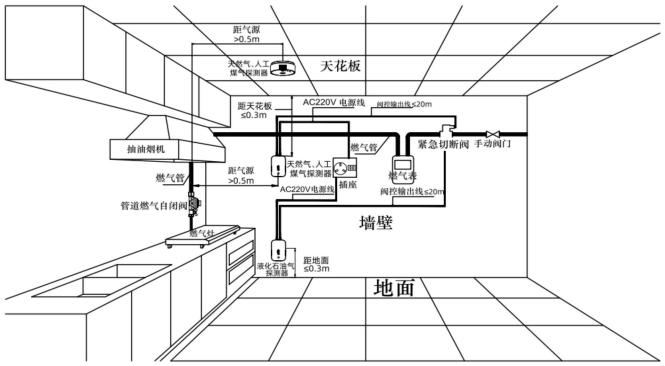 距气源
>0.5m
天然气、人工
煤气探测器
天花板
距天花板
≤0.3m
AC220V 电源线
阀控输出线≤20m
抽油烟机
燃气管
紧急切断阀
手动阀门
距气源
>0.5m
天然气、人工
煤气探测器
燃气管
插座
燃气表
AC220V电源线
阀控输出线≤20m
管道燃气自闭阀
燃气灶
墙壁
液化石油气
探测器
距地面
≤0.3m
地面